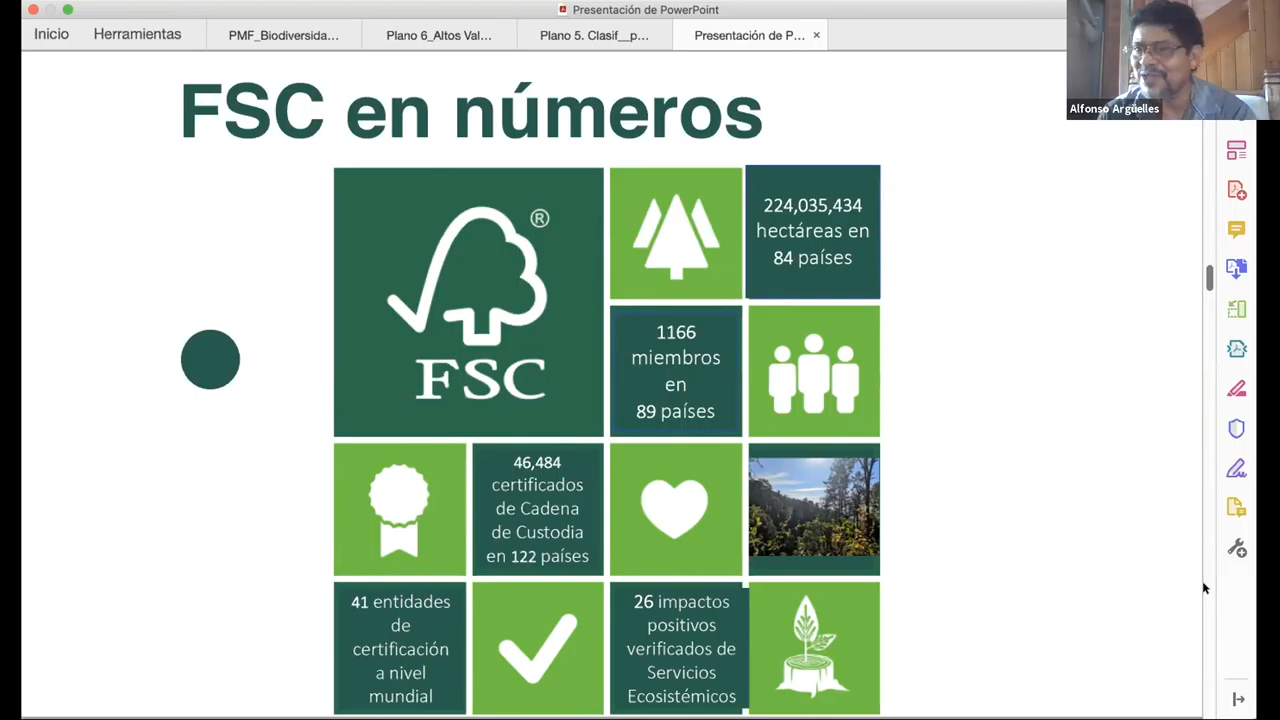 Presentación de PowerPoint
Inicio
Herramientas
PMF_Biodiversida...
Plano 6_Altos Val...
Plano 5. Clasif__p...
Presentación de P...
×
Alfonso Argüelles
FSC en números
®
FSC
224,035,434
hectáreas en
84 países
1166
miembros
en
89 países
46,484
certificados
de Cadena
de Custodia
en 122 países
41 entidades
de
certificación
a nivel
mundial
26 impactos
positivos
verificados de
Servicios
Ecosistémicos